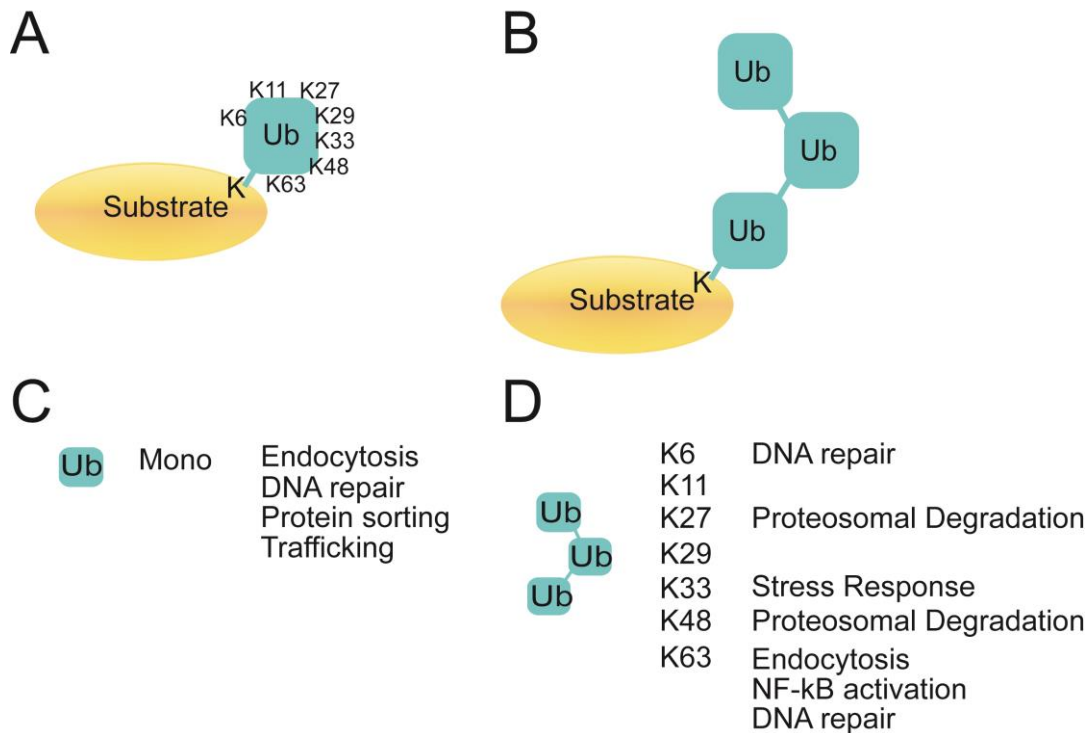 A
K11 K27
K6 Ub K29
K33
K48
K63
K
Substrate
B
Ub
Ub
Ub
K
Substrate
C
Ub Mono Endocytosis
DNA repair
Protein sorting
Trafficking
D
Ub
Ub
Ub
K6 DNA repair
K11
K27 Proteosomal Degradation
K29
K33 Stress Response
K48 Proteosomal Degradation
K63 Endocytosis
NF-kB activation
DNA repair